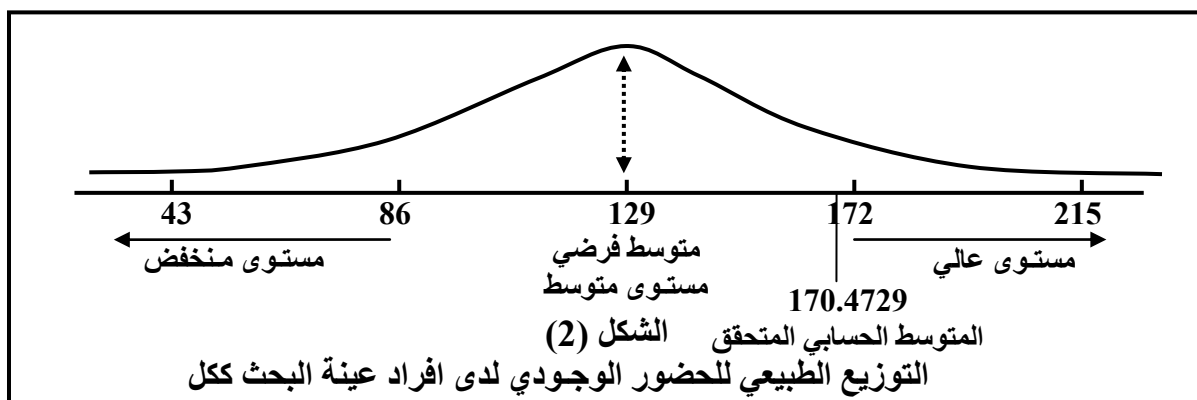 43 86 129 172 215
مستوى منخفض متوسط فرضي مستوى عالي
مستوى متوسط
170.4729
الشكل (2) المتوسط الحسابي المتحقق
التوزيع الطبيعي للحضور الوجودي لدى افراد عينة البحث ككل